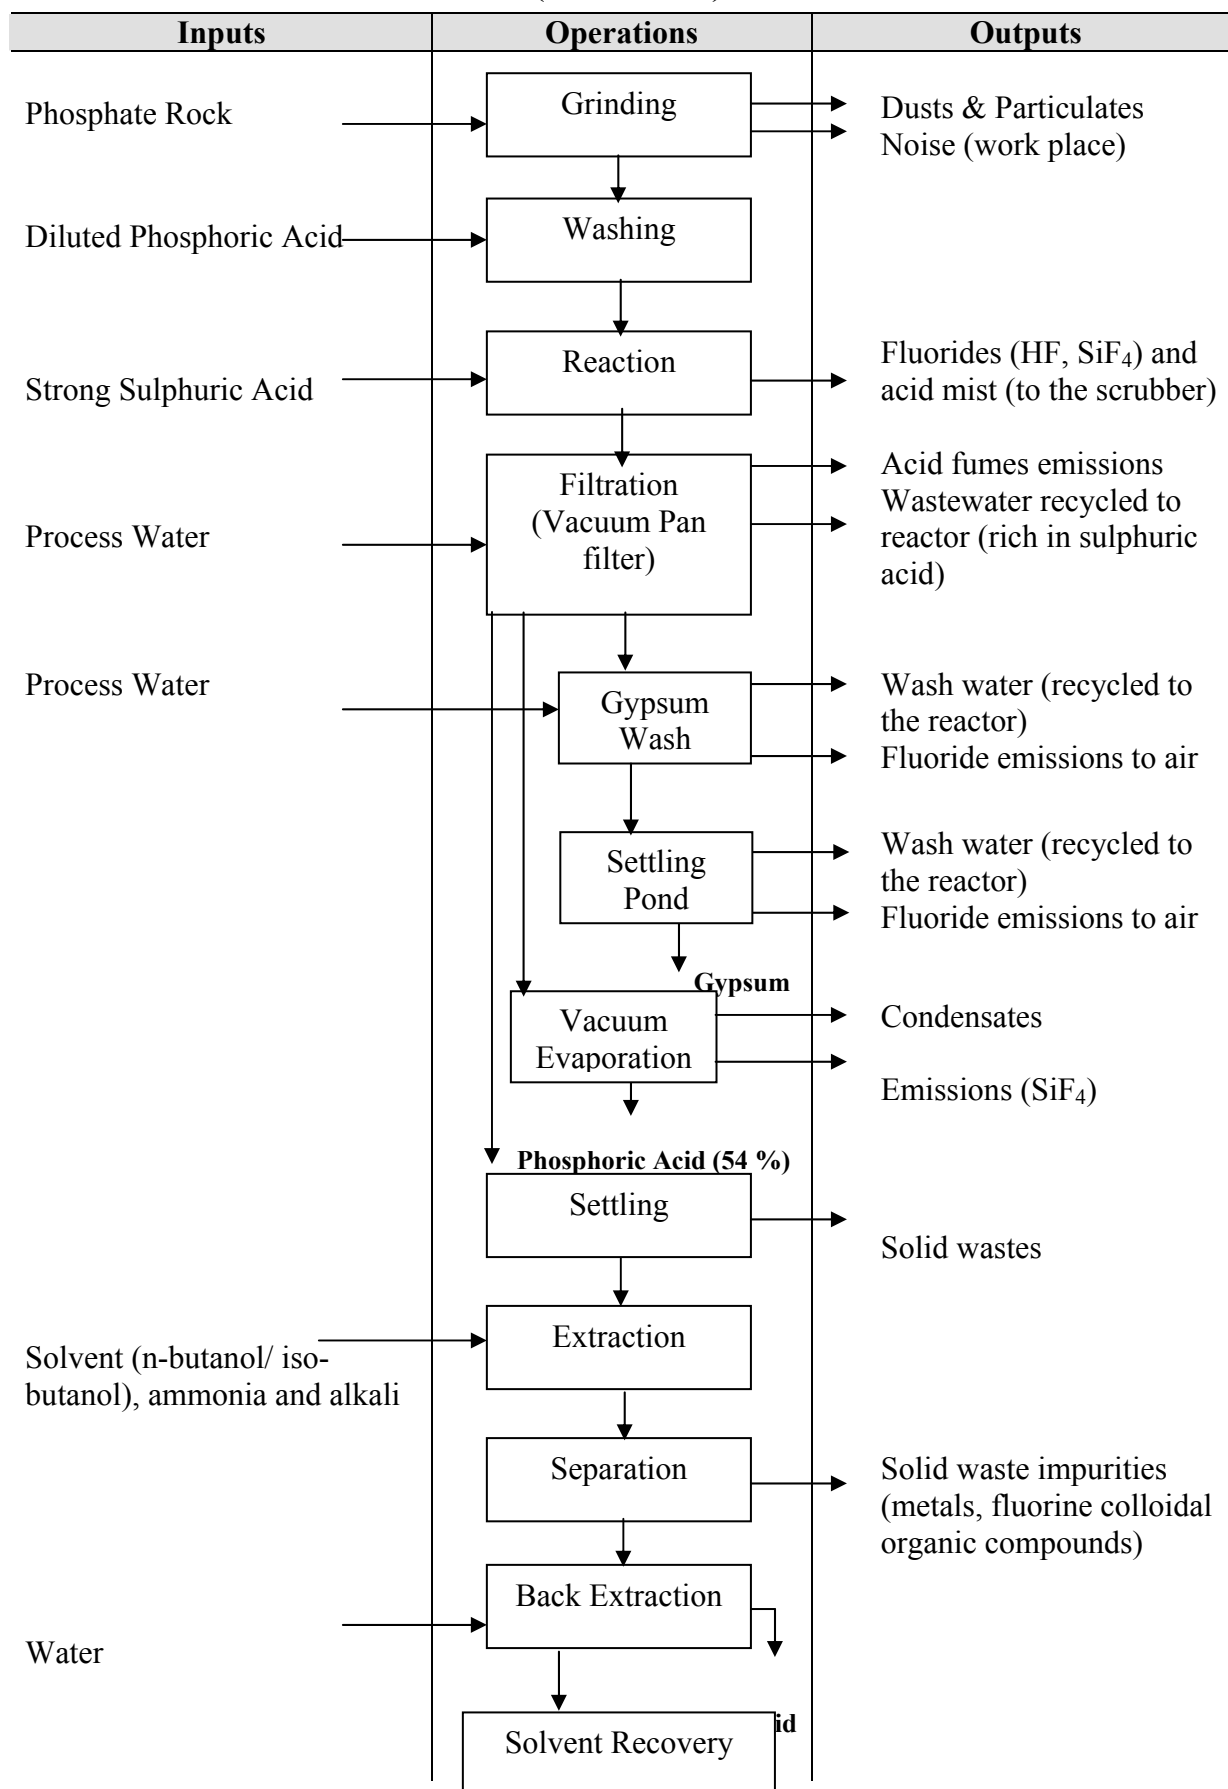 Inputs Operations Outputs
Phosphate Rock
Grinding
Dusts & Particulates
Noise (work place)
Diluted Phosphoric Acid
Washing
Strong Sulphuric Acid
Reaction
Fluorides (HF, SiF₄) and
acid mist (to the scrubber)
Process Water
Filtration
(Vacuum Pan
filter)
Acid fumes emissions
Wastewater recycled to
reactor (rich in sulphuric
acid)
Process Water
Gypsum
Wash
Wash water (recycled to
the reactor)
Fluoride emissions to air
Settling
Pond
Wash water (recycled to
the reactor)
Fluoride emissions to air
Gypsum
Vacuum
Evaporation
Condensates
Emissions (SiF₄)
Phosphoric Acid (54 %)
Settling
Solid wastes
Extraction
Solvent (n-butanol/ iso-
butanol), ammonia and alkali
Separation
Solid waste impurities
(metals, fluorine colloidal
organic compounds)
Back Extraction
Water
id
Solvent Recovery